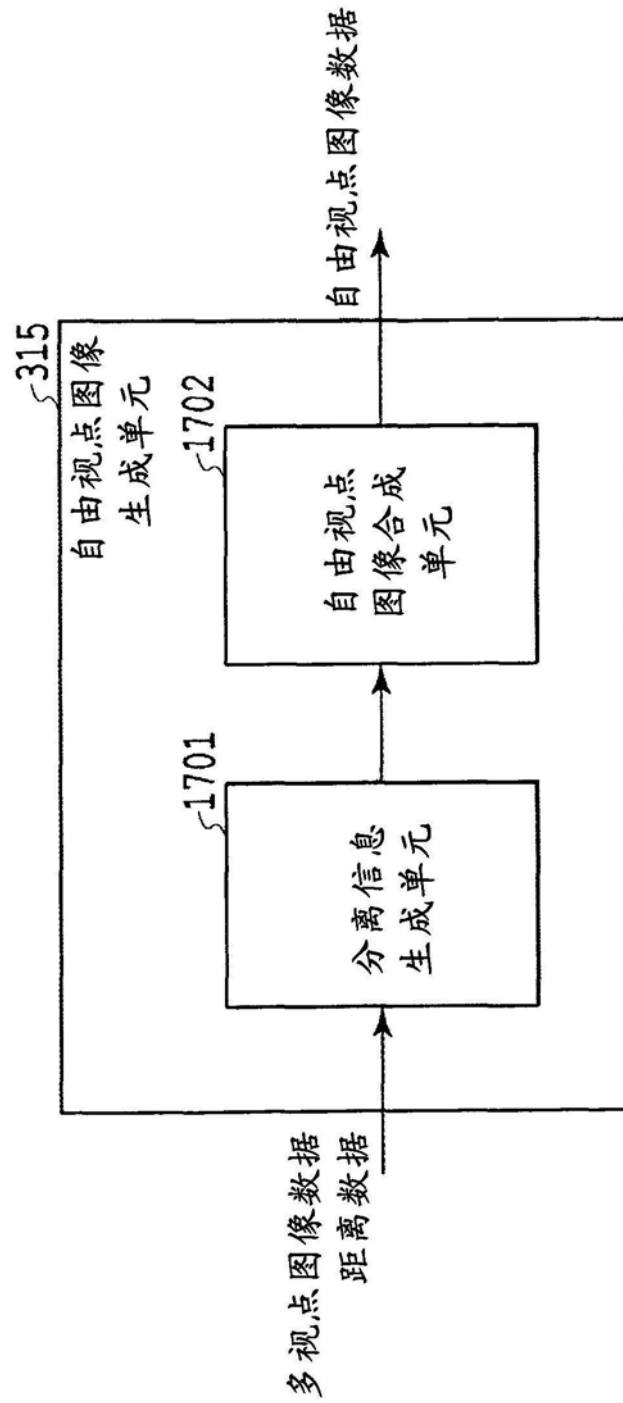 315
自由视点图像
生成单元
1701
分离信息
生成单元
1702
自由视点
图像合成
单元
多视点图像数据
距离数据
自由视点图像数据